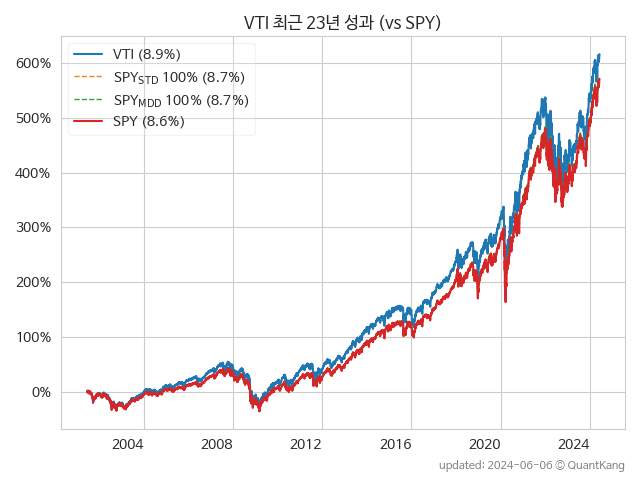 VTI 최근 23년 성과 (vs SPY)
VTI (8.9%)
SPY_STD 100% (8.7%)
SPY_MDD 100% (8.7%)
SPY (8.6%)
600%
500%
400%
300%
200%
100%
0%
2004 2008 2012 2016 2020 2024
updated: 2024-06-06 © QuantKang